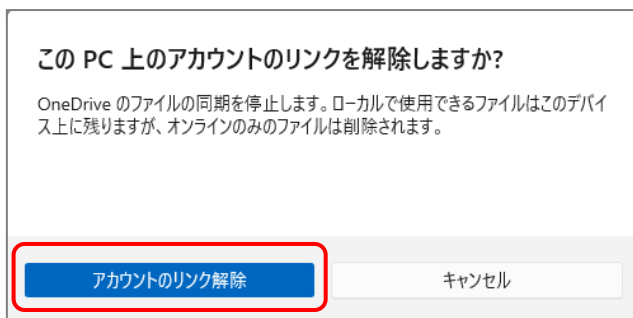 この PC 上のアカウントのリンクを解除しますか?
OneDrive のファイルの同期を停止します。ローカルで使用できるファイルはこのデバイ
ス上に残りますが、オンラインのみのファイルは削除されます。
アカウントのリンク解除
キャンセル